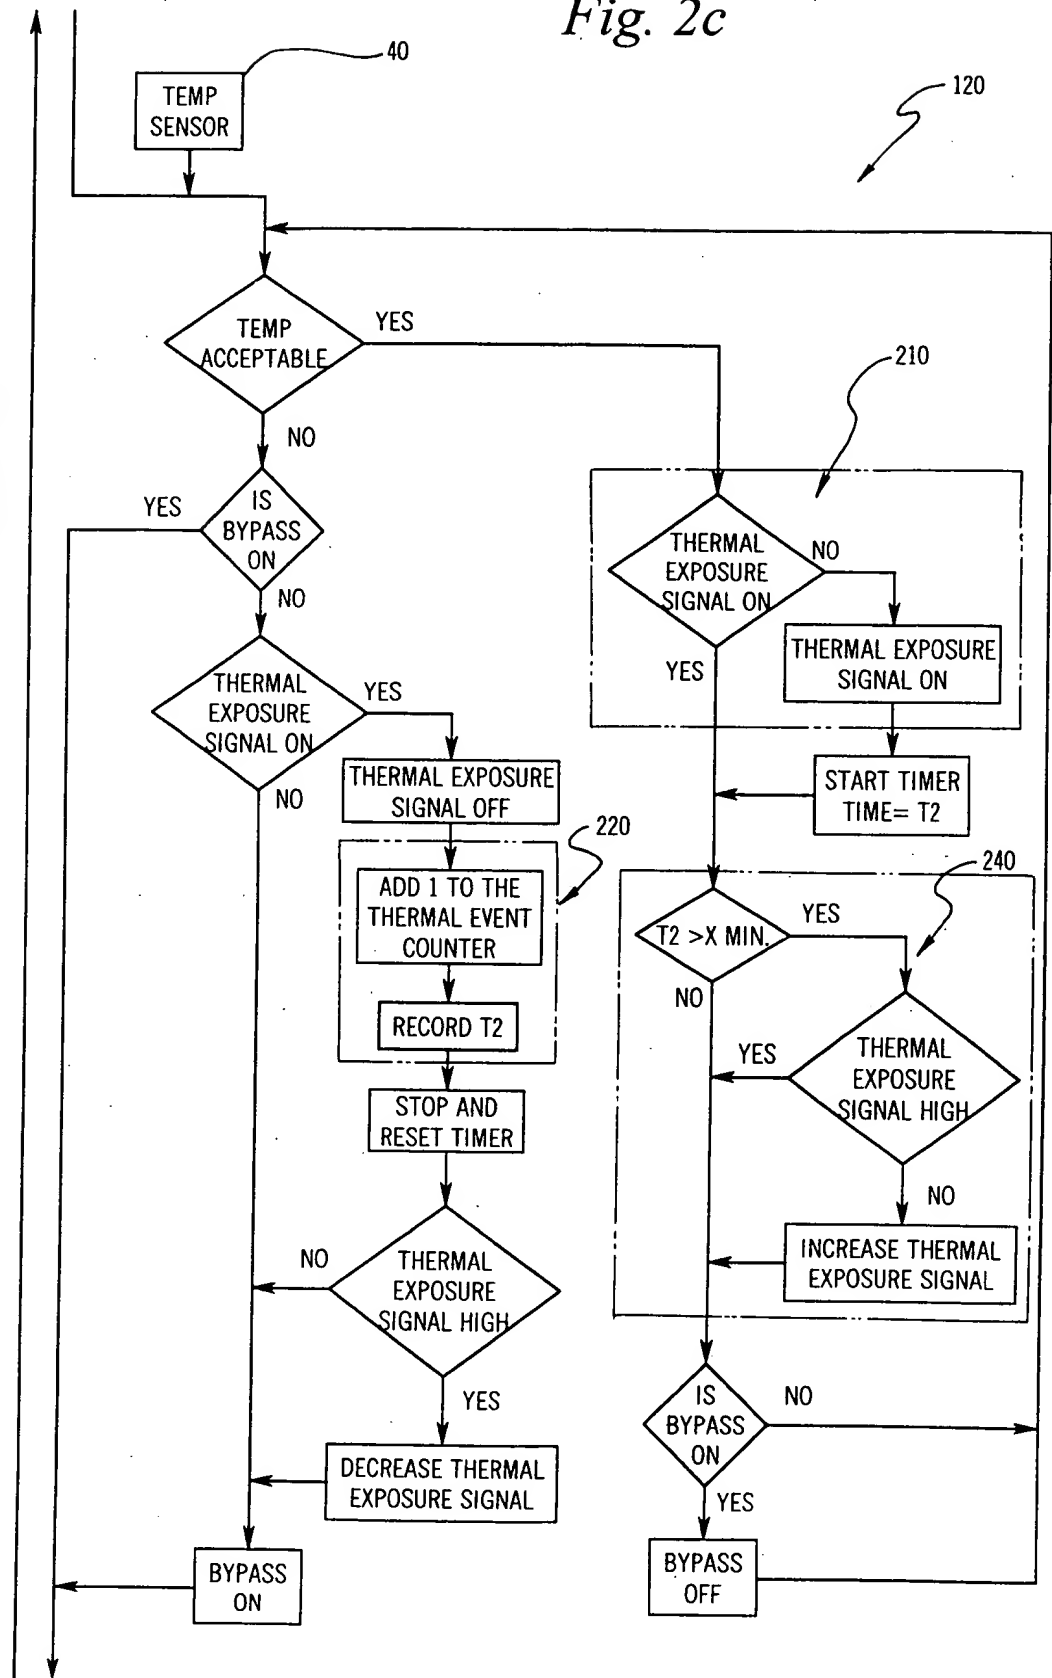 Fig. 2c
40
TEMP
SENSOR
120
TEMP
ACCEPTABLE
YES
NO
210
IS
BYPASS
ON
YES
NO
THERMAL
EXPOSURE
SIGNAL ON
NO
YES
THERMAL EXPOSURE
SIGNAL ON
THERMAL
EXPOSURE
SIGNAL ON
YES
NO
THERMAL EXPOSURE
SIGNAL OFF
START TIMER
TIME= T2
220
ADD 1 TO THE
THERMAL EVENT
COUNTER
RECORD T2
240
T2 >X MIN.
YES
NO
THERMAL
EXPOSURE
SIGNAL HIGH
YES
NO
STOP AND
RESET TIMER
INCREASE THERMAL
EXPOSURE SIGNAL
THERMAL
EXPOSURE
SIGNAL HIGH
NO
YES
IS
BYPASS
ON
NO
YES
DECREASE THERMAL
EXPOSURE SIGNAL
BYPASS
ON
BYPASS
OFF